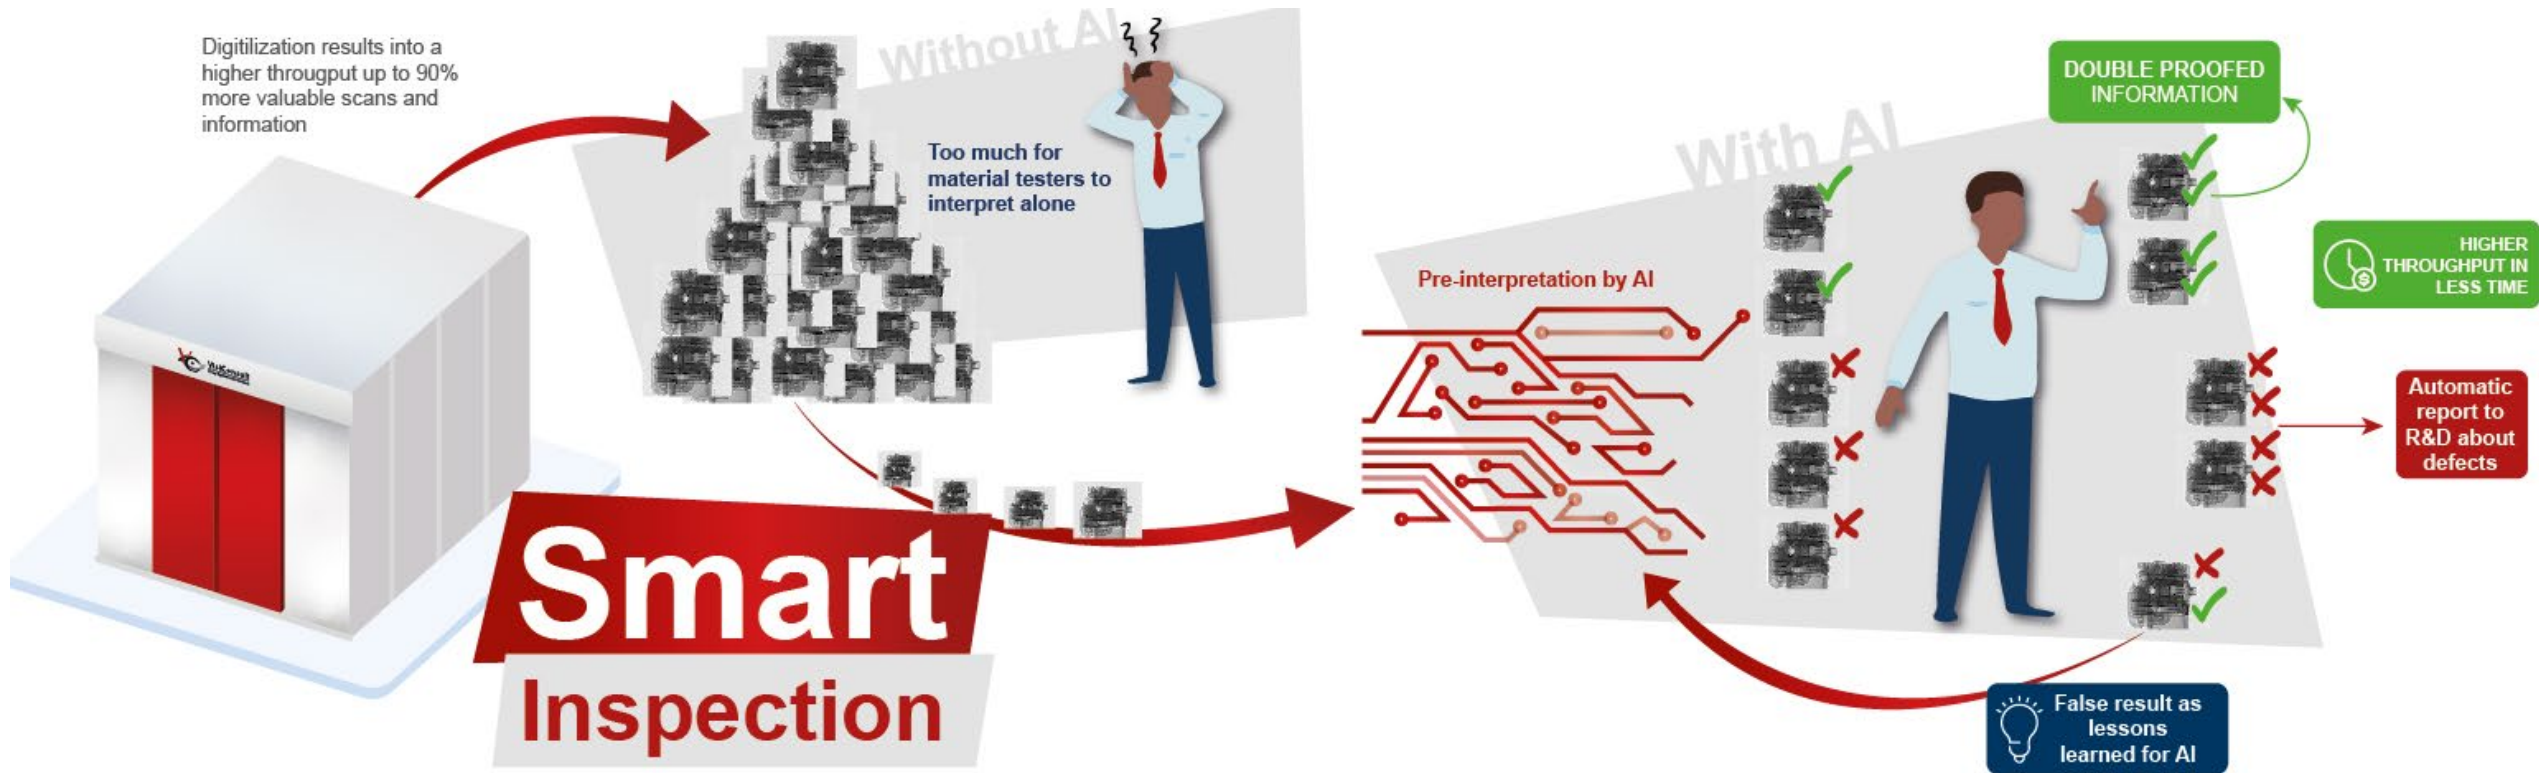 Digitilization results into a
higher througput up to 90%
more valuable scans and
information
Without AI
Too much for
material testers to
interpret alone
Smart
Inspection
With AI
Pre-interpretation by AI
DOUBLE PROOFED
INFORMATION
HIGHER
THROUGHPUT IN
LESS TIME
Automatic
report to
R&D about
defects
False result as
lessons
learned for AI